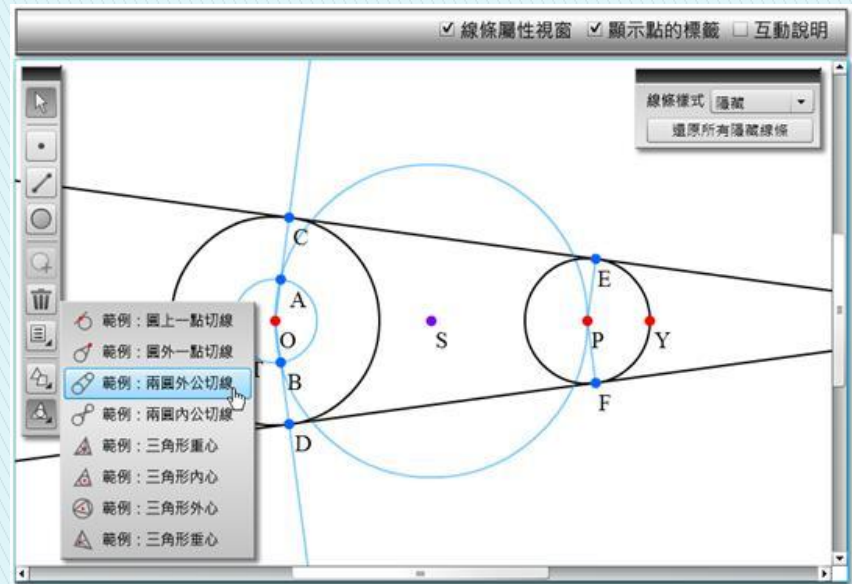 線條屬性視窗 顯示點的標籤 互動說明
線條樣式 隱藏
還原所有隱藏線條
C
A
E
O
S
P
Y
T
B
F
D
範例：圓上一點切線
範例：圓外一點切線
範例：兩圓外公切線
範例：兩圓內公切線
範例：三角形重心
範例：三角形內心
範例：三角形外心
範例：三角形垂心